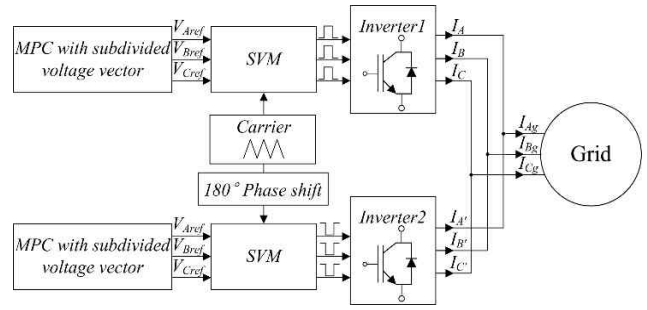 MPC with subdivided
voltage vector
V_Aref
V_Bref
V_Cref
SVM
Inverter1
I_A
I_B
I_C
Carrier
180° Phase shift
I_Ag
I_Bg
I_Cg
Grid
MPC with subdivided
voltage vector
V_Aref
V_Bref
V_Cref
SVM
Inverter2
I_A'
I_B'
I_C'